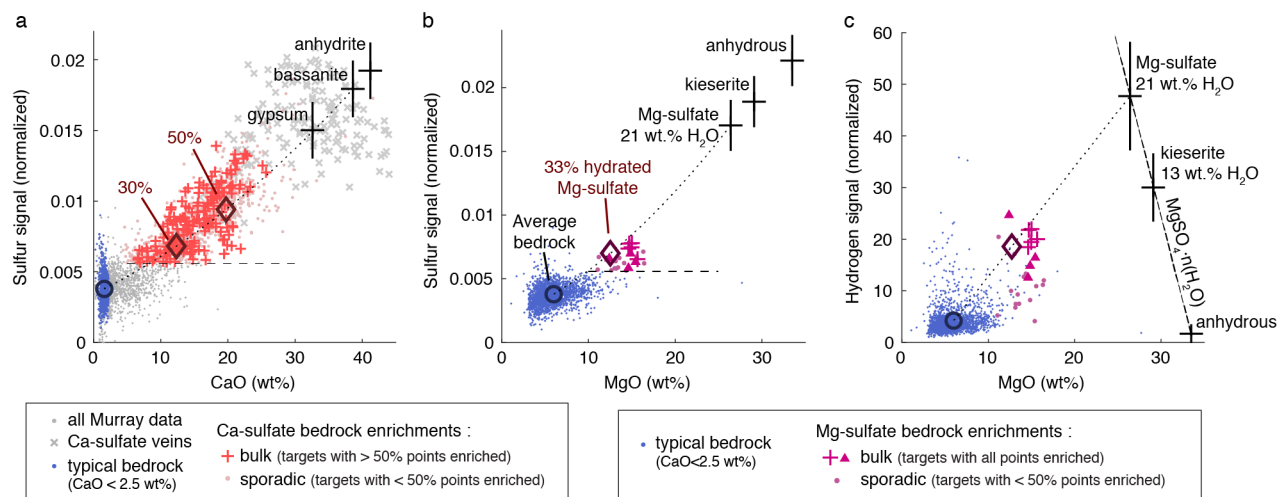 a
Sulfur signal (normalized)
0.02
0.015
0.01
0.005
0
0
10
20
30
40
CaO (wt%)
anhydrite
bassanite
gypsum
50%
30%
b
Sulfur signal (normalized)
0.02
0.015
0.01
0.005
0
0
10
20
30
MgO (wt%)
anhydrous
kieserite
Mg-sulfate
21 wt.% H₂O
33% hydrated
Mg-sulfate
Average
bedrock
c
Hydrogen signal (normalized)
60
50
40
30
20
10
0
0
10
20
30
MgO (wt%)
Mg-sulfate
21 wt.% H₂O
kieserite
13 wt.% H₂O
MgSO₄·n(H₂O)
anhydrous
all Murray data
Ca-sulfate veins
typical bedrock
(CaO < 2.5 wt%)
Ca-sulfate bedrock enrichments :
bulk (targets with > 50% points enriched)
sporadic (targets with < 50% points enriched)
typical bedrock
(CaO<2.5 wt%)
Mg-sulfate bedrock enrichments :
bulk (targets with all points enriched)
sporadic (targets with < 50% points enriched)